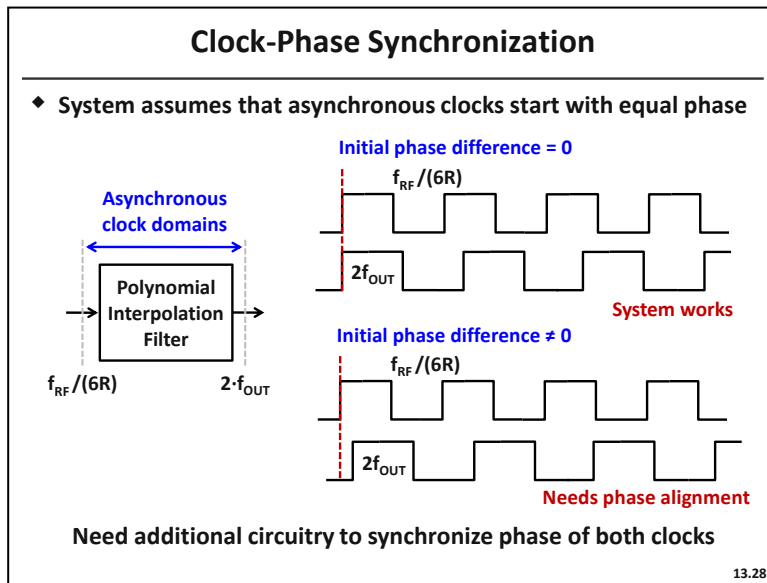 Clock-Phase Synchronization
◆ System assumes that asynchronous clocks start with equal phase
Asynchronous
clock domains
Polynomial
Interpolation
Filter
f_RF/(6R)
2·f_OUT
Initial phase difference = 0
f_RF/(6R)
2f_OUT
System works
Initial phase difference ≠ 0
f_RF/(6R)
2f_OUT
Needs phase alignment
Need additional circuitry to synchronize phase of both clocks
13.28